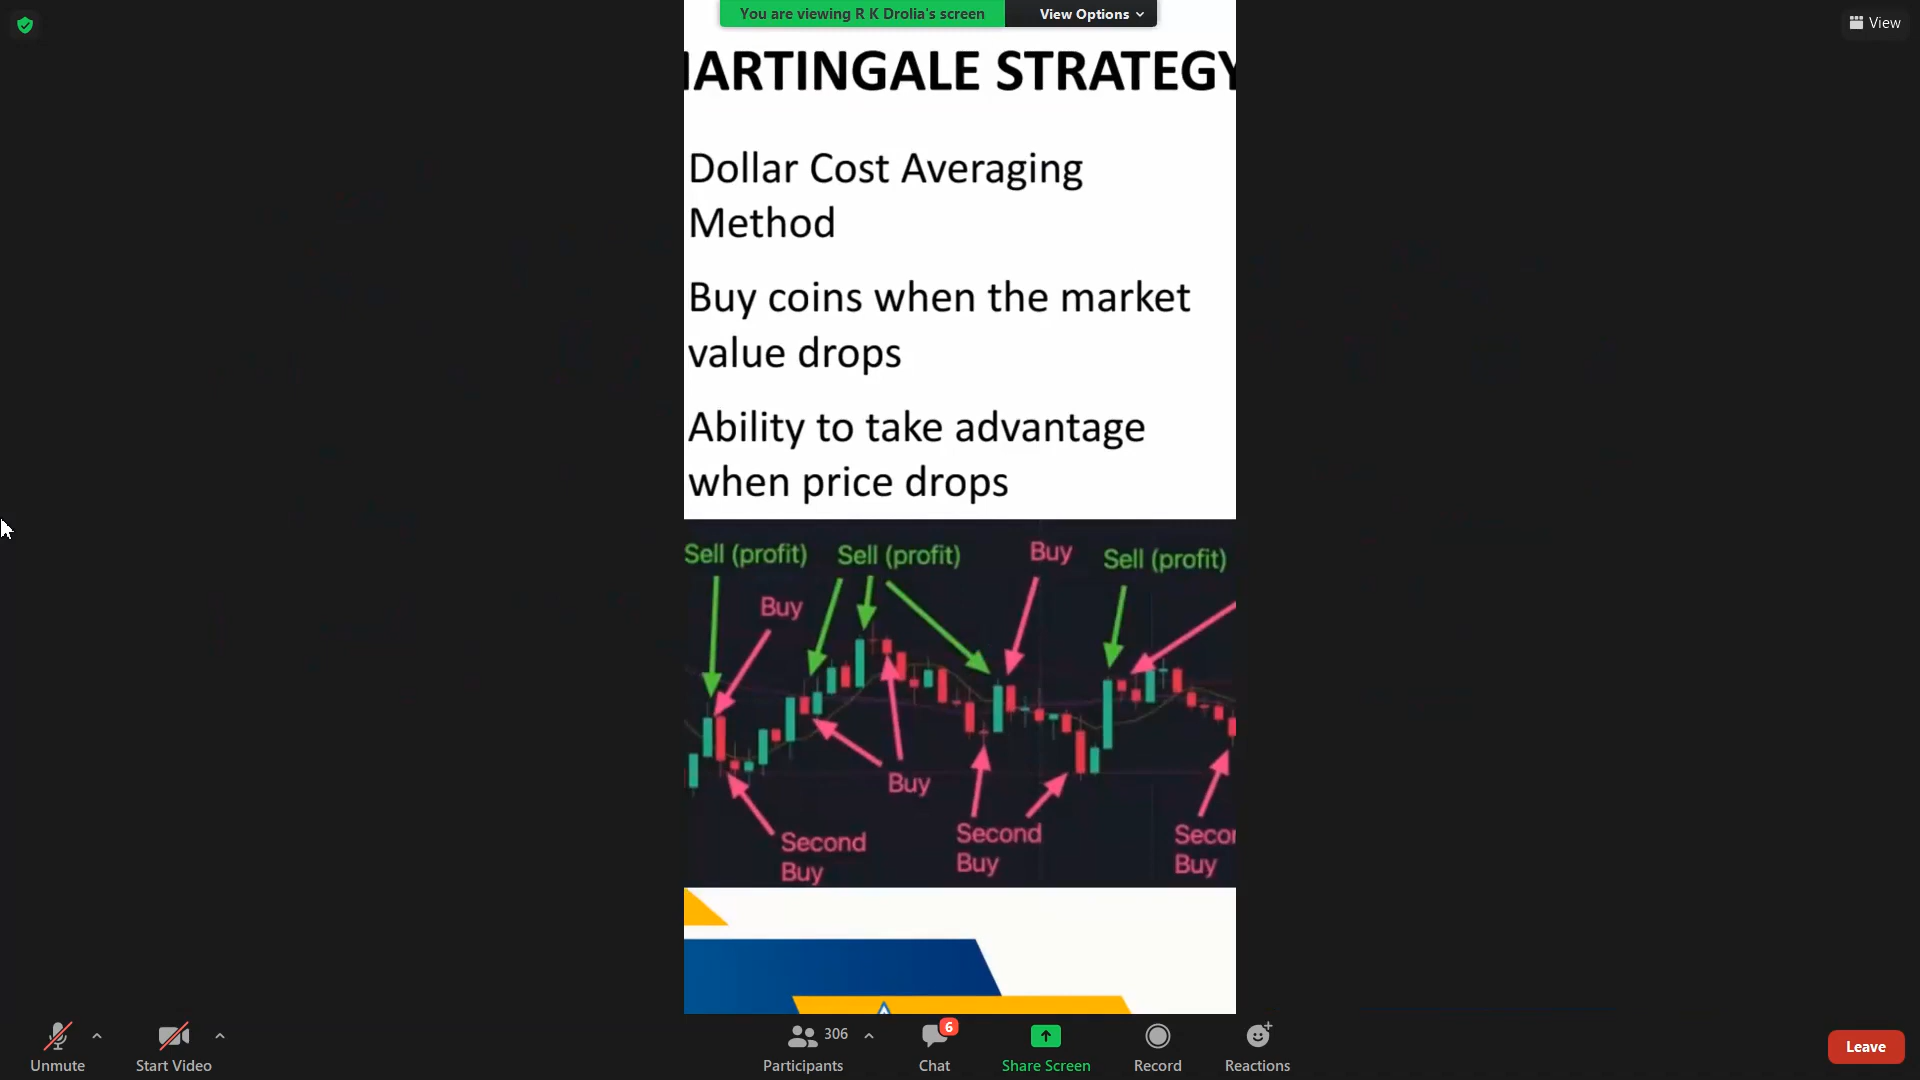 You are viewing R K Drolia's screen
View Options
View
ARTINGALE STRATEGY
Dollar Cost Averaging
Method
Buy coins when the market
value drops
Ability to take advantage
when price drops
Sell (profit)
Sell (profit)
Buy
Sell (profit)
Buy
Buy
Second
Buy
Second
Buy
Secon
Buy
Unmute
Start Video
306
Participants
6
Chat
Share Screen
Record
Reactions
Leave